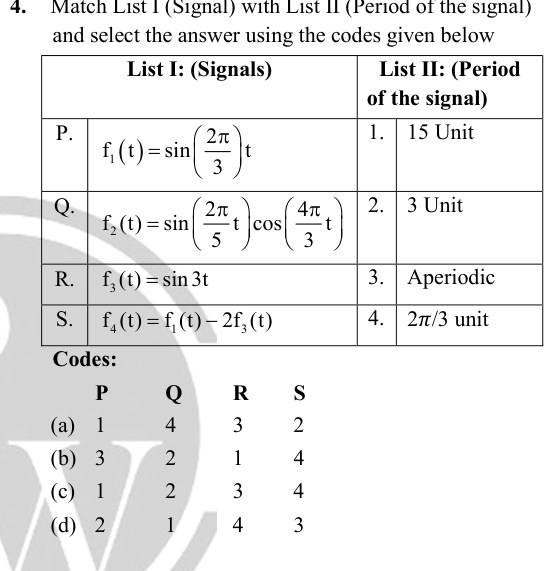 4. Match List I (Signal) with List II (Period of the signal)
and select the answer using the codes given below
List I: (Signals) List II: (Period of the signal)
P. f₁(t) = sin(2π/3)t 1. 15 Unit
Q. f₂(t) = sin(2π/5 t)cos(4π/3 t) 2. 3 Unit
R. f₃(t) = sin 3t 3. Aperiodic
S. f₄(t) = f₁(t) − 2f₃(t) 4. 2π/3 unit
Codes:
P Q R S
(a) 1 4 3 2
(b) 3 2 1 4
(c) 1 2 3 4
(d) 2 1 4 3